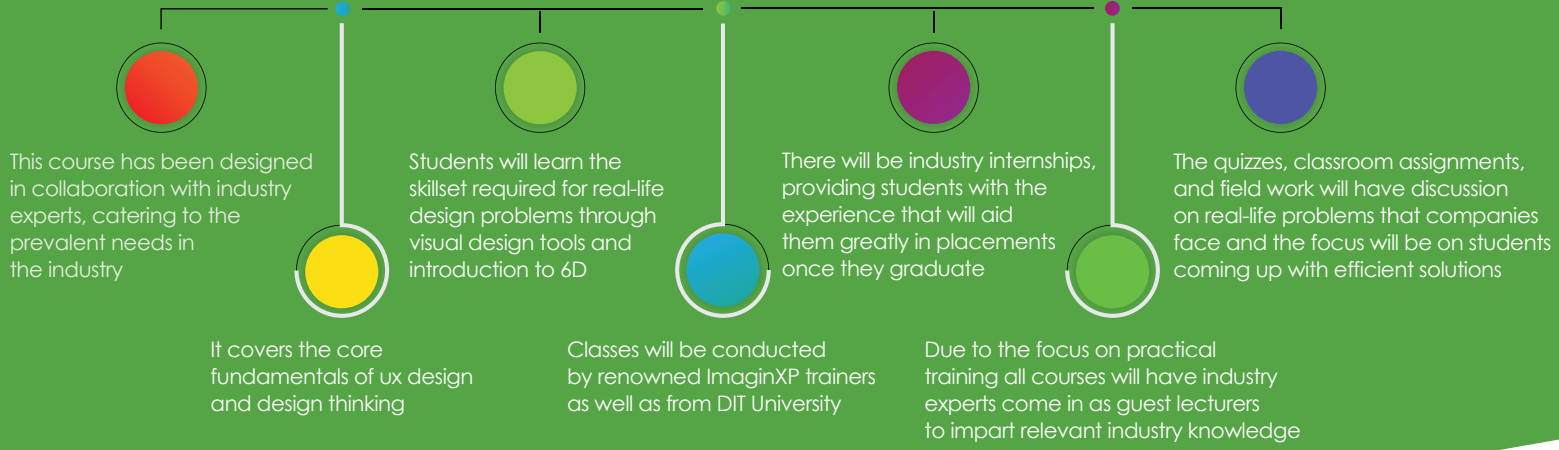 This course has been designed
in collaboration with industry
experts, catering to the
prevalent needs in
the industry
It covers the core
fundamentals of ux design
and design thinking
Students will learn the
skillset required for real-life
design problems through
visual design tools and
introduction to 6D
Classes will be conducted
by renowned ImaginXP trainers
as well as from DIT University
There will be industry internships,
providing students with the
experience that will aid
them greatly in placements
once they graduate
Due to the focus on practical
training all courses will have industry
experts come in as guest lecturers
to impart relevant industry knowledge
The quizzes, classroom assignments,
and field work will have discussion
on real-life problems that companies
face and the focus will be on students
coming up with efficient solutions